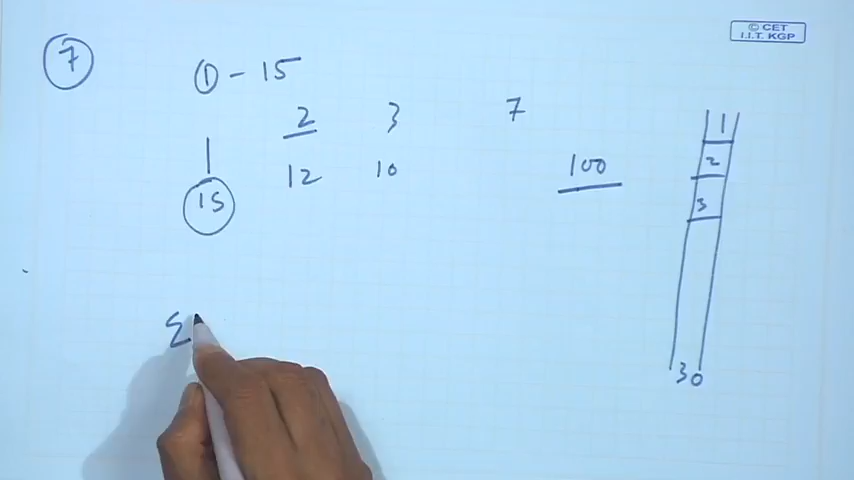 © CET
I.I.T. KGP
7
1 - 15
1 2 3 7
15 12 10 100
1
2
3
30
Σ